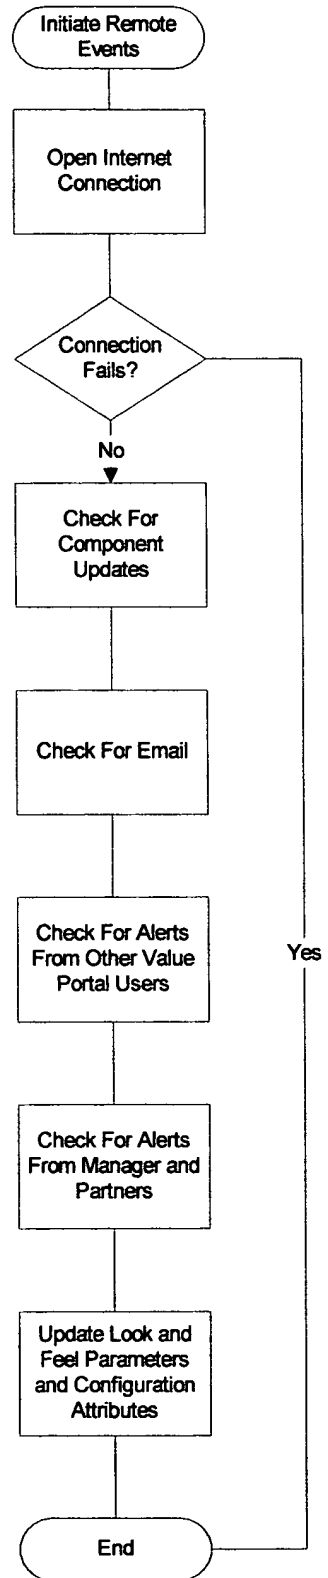 Initiate Remote
Events
Open Internet
Connection
Connection
Fails?
No
Check For
Component
Updates
Check For Email
Check For Alerts
From Other Value
Portal Users
Yes
Check For Alerts
From Manager and
Partners
Update Look and
Feel Parameters
and Configuration
Attributes
End